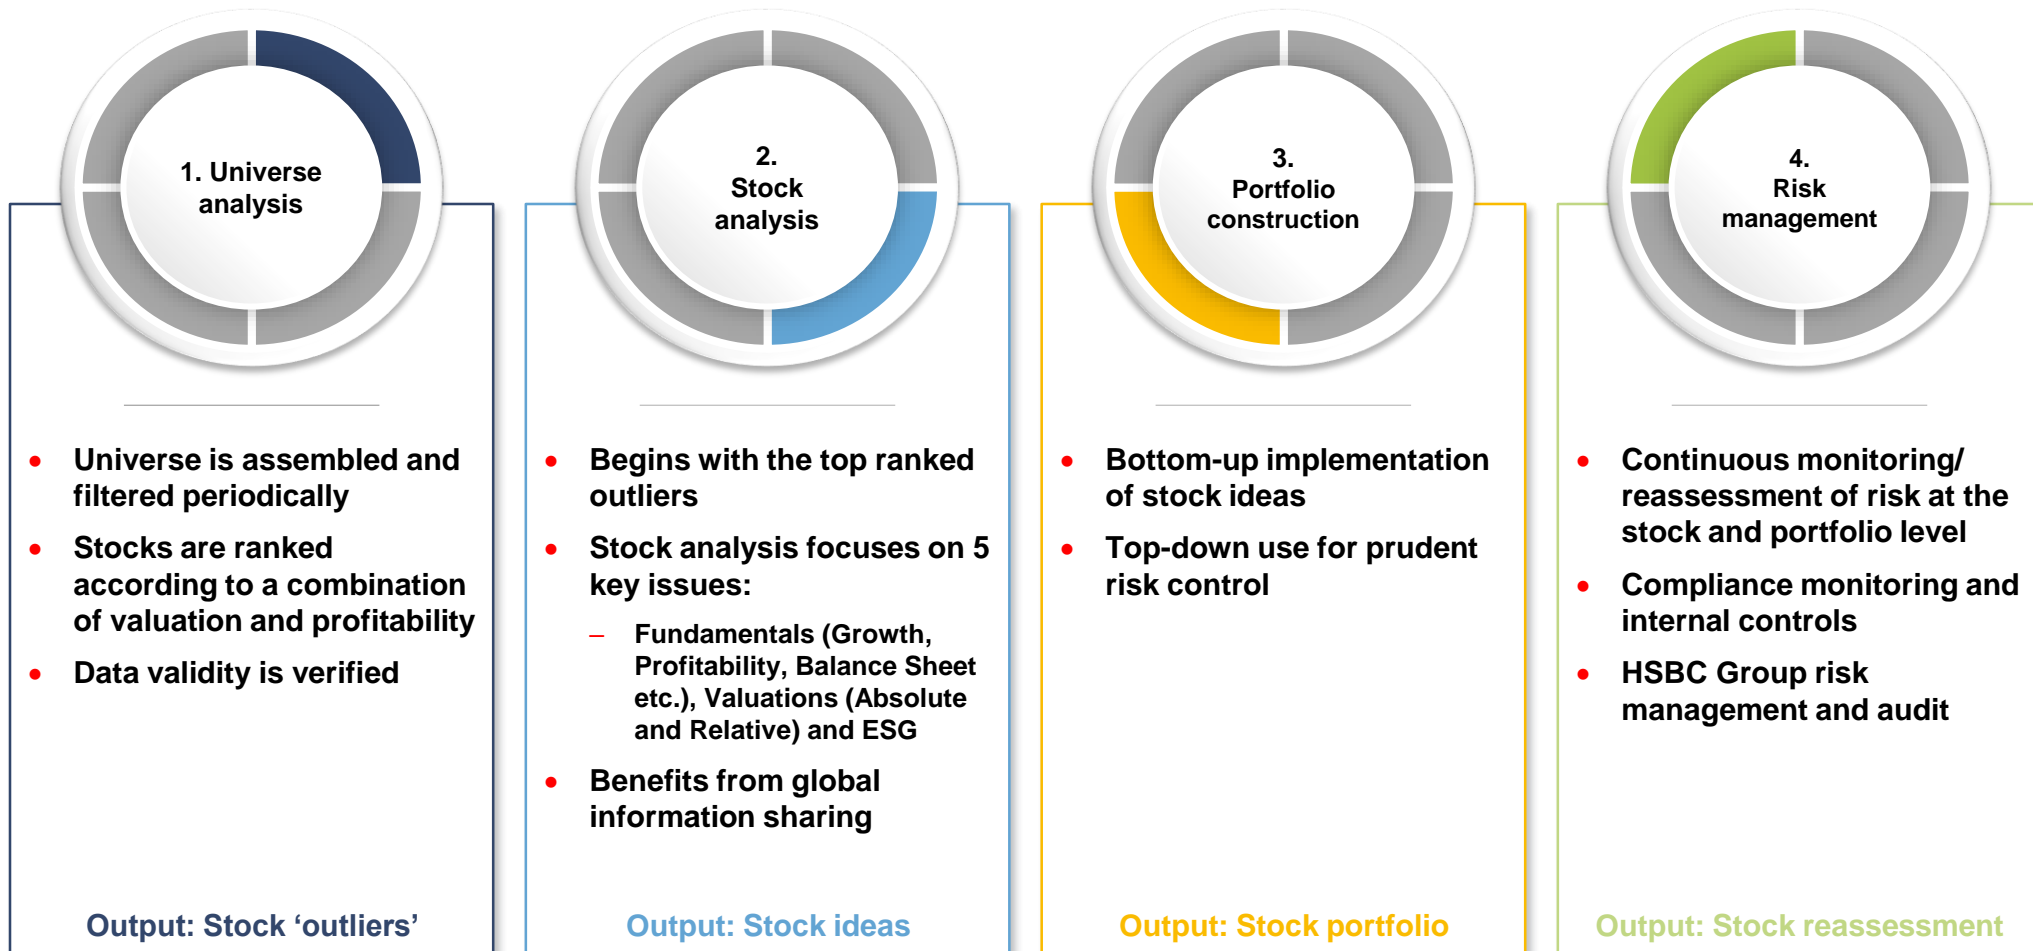 1. Universe
analysis
• Universe is assembled and
filtered periodically
• Stocks are ranked
according to a combination
of valuation and profitability
• Data validity is verified
Output: Stock ‘outliers’
2.
Stock
analysis
• Begins with the top ranked
outliers
• Stock analysis focuses on 5
key issues:
– Fundamentals (Growth,
Profitability, Balance Sheet
etc.), Valuations (Absolute
and Relative) and ESG
• Benefits from global
information sharing
Output: Stock ideas
3.
Portfolio
construction
• Bottom-up implementation
of stock ideas
• Top-down use for prudent
risk control
Output: Stock portfolio
4.
Risk
management
• Continuous monitoring/
reassessment of risk at the
stock and portfolio level
• Compliance monitoring and
internal controls
• HSBC Group risk
management and audit
Output: Stock reassessment